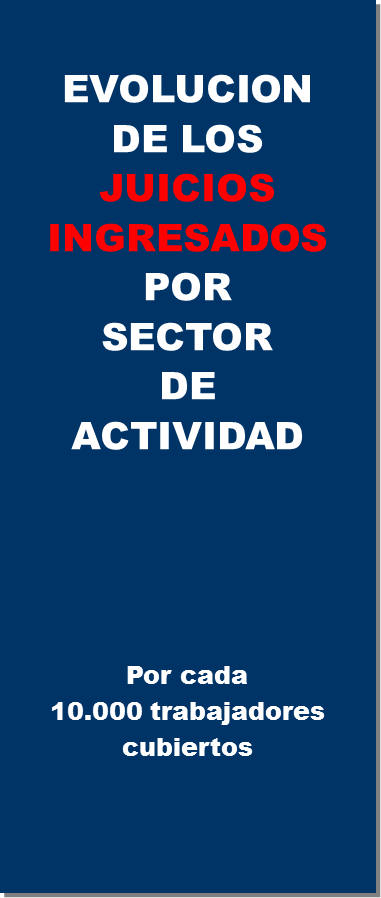 EVOLUCION
DE LOS
JUICIOS
INGRESADOS
POR
SECTOR
DE
ACTIVIDAD
Por cada
10.000 trabajadores
cubiertos